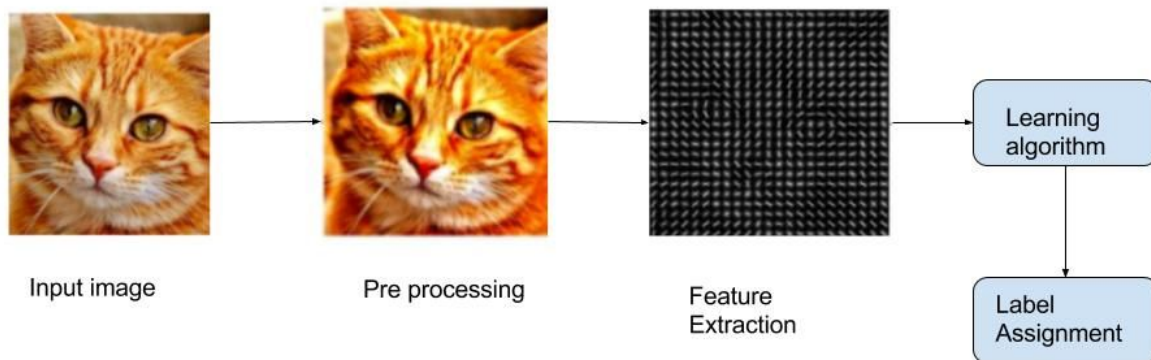 Input image
Pre processing
Feature
Extraction
Learning
algorithm
Label
Assignment